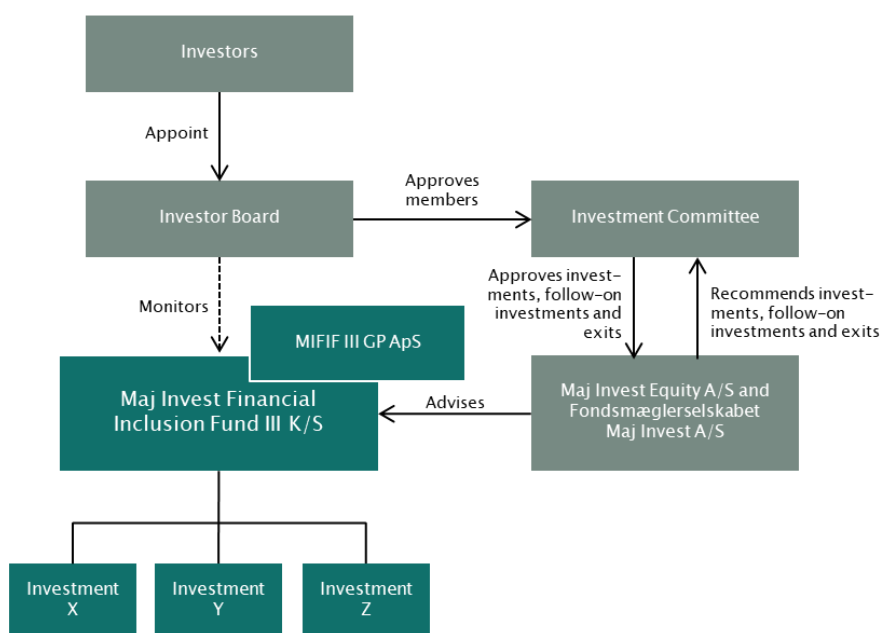 Investors
Appoint
Investor Board
Approves
members
Investment Committee
Monitors
Approves invest-
ments, follow-on
investments and
exits
Recommends invest-
ments, follow-on
investments and exits
MIFIF III GP ApS
Maj Invest Financial
Inclusion Fund III K/S
Advises
Maj Invest Equity A/S and
Fondsmæglerselskabet
Maj Invest A/S
Investment
X
Investment
Y
Investment
Z